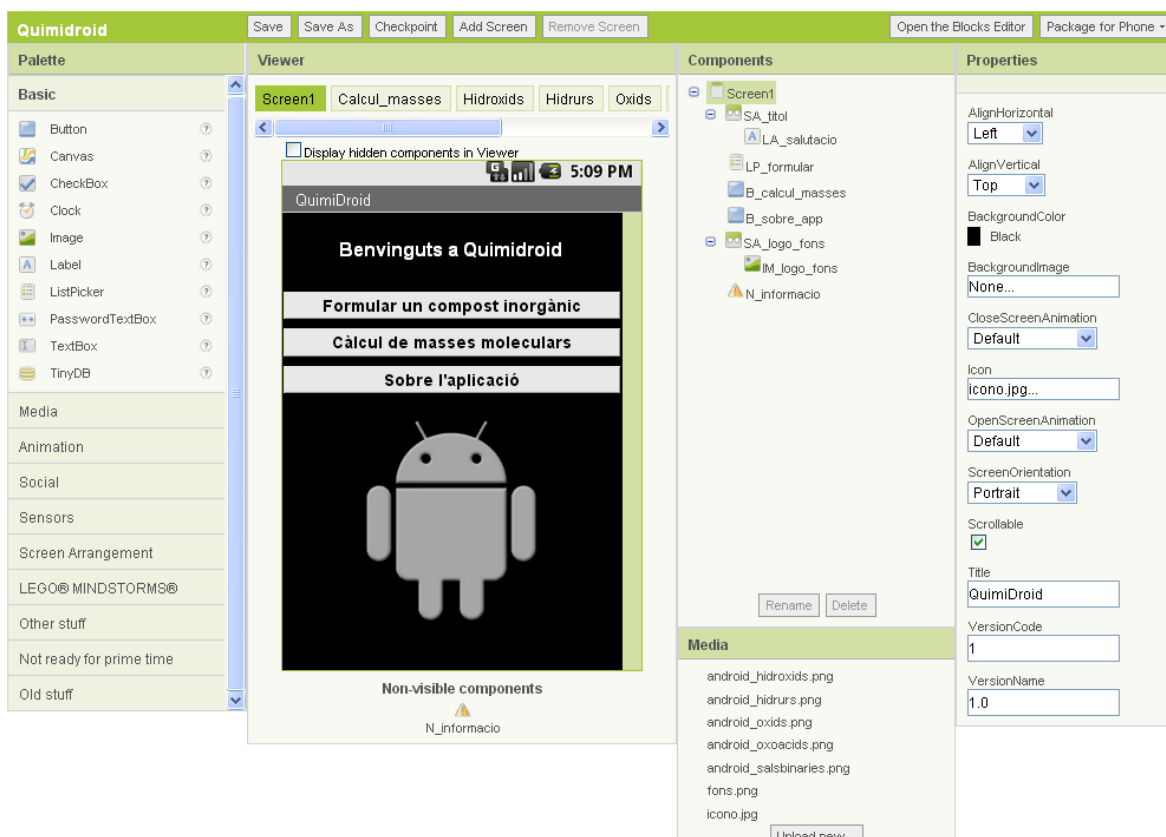 Quimidroid
Save Save As Checkpoint Add Screen Remove Screen Open the Blocks Editor Package for Phone
Palette
Basic
Button
Canvas
CheckBox
Clock
Image
Label
ListPicker
PasswordTextBox
TextBox
TinyDB
Media
Animation
Social
Sensors
Screen Arrangement
LEGO® MINDSTORMS®
Other stuff
Not ready for prime time
Old stuff
Viewer
Screen1 Calcul_masses Hidroxids Hidrurs Oxids
Display hidden components in Viewer
5:09 PM
QuimiDroid
Benvinguts a Quimidroid
Formular un compost inorgànic
Càlcul de masses moleculars
Sobre l'aplicació
Non-visible components
N_informacio
Components
Screen1
SA_titol
LA_salutacio
LP_formular
B_calcul_masses
B_sobre_app
SA_logo_fons
IM_logo_fons
N_informacio
Rename Delete
Media
android_hidroxids.png
android_hidrurs.png
android_oxids.png
android_oxoacids.png
android_salsbinaries.png
fons.png
icono.jpg
Upload new...
Properties
AlignHorizontal
Left
AlignVertical
Top
BackgroundColor
Black
BackgroundImage
None...
CloseScreenAnimation
Default
Icon
icono.jpg...
OpenScreenAnimation
Default
ScreenOrientation
Portrait
Scrollable
Title
QuimiDroid
VersionCode
1
VersionName
1.0